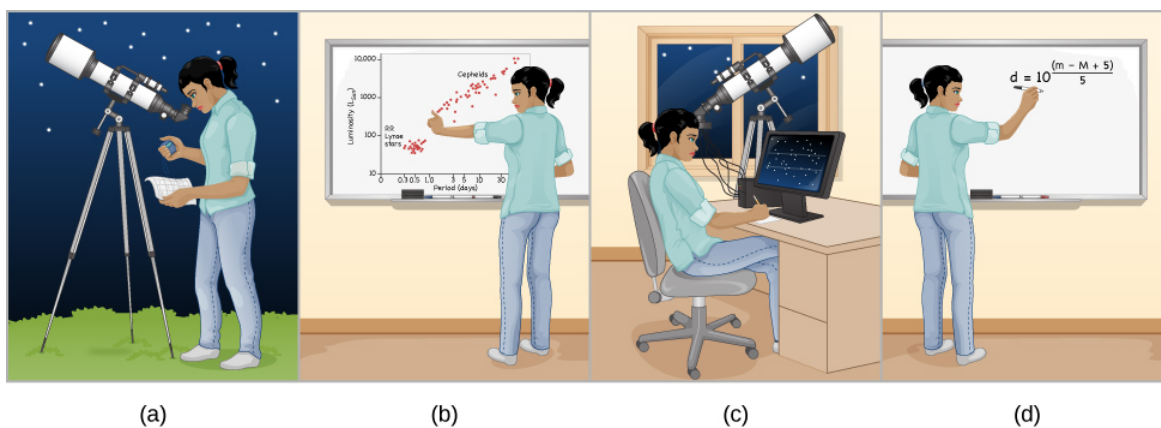 10,000
Cepheids
1000
Luminosity (LSun)
100
RR
Lyrae
stars
10
0 0.3 0.5 1.0 3 5 10 30
Period (days)
d = 10 (m – M + 5)
5
(a) (b) (c) (d)